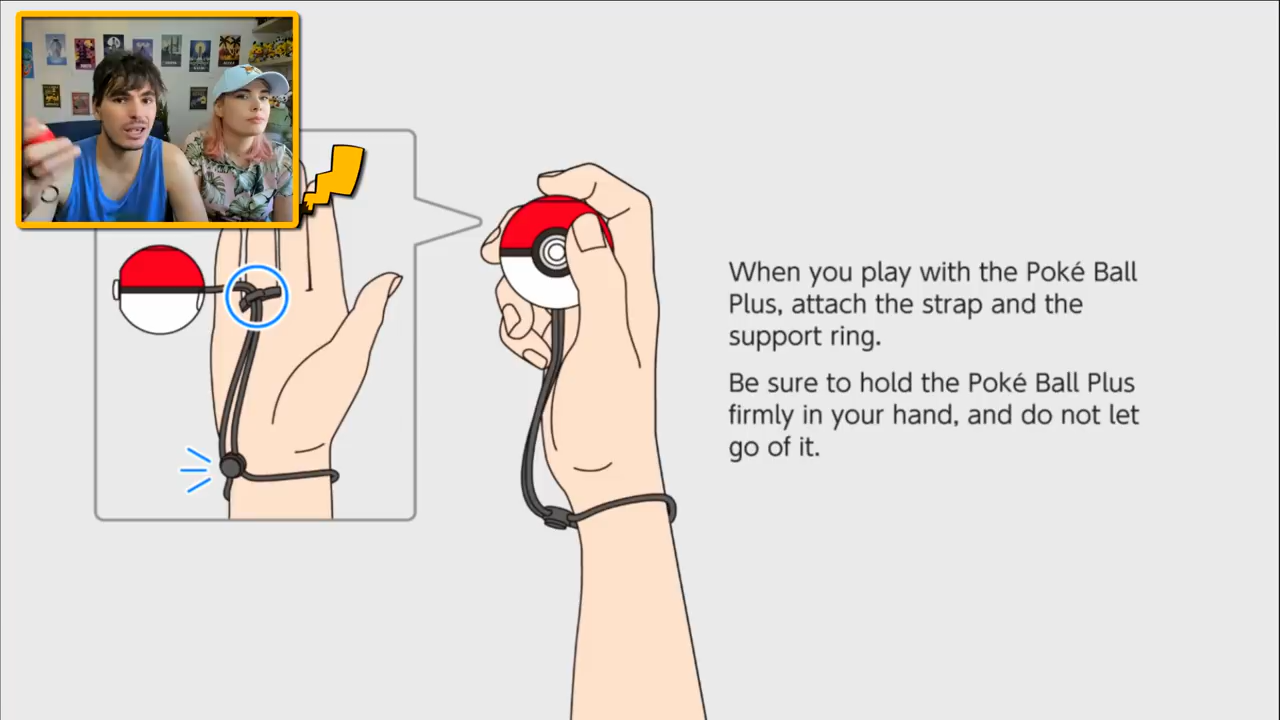 When you play with the Poké Ball
Plus, attach the strap and the
support ring.
Be sure to hold the Poké Ball Plus
firmly in your hand, and do not let
go of it.